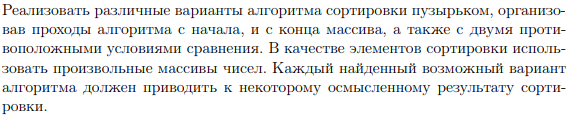 Реализовать различные варианты алгоритма сортировки пузырьком, организо-
вав проходы алгоритма с начала, и с конца массива, а также с двумя проти-
воположными условиями сравнения. В качестве элементов сортировки исполь-
зовать произвольные массивы чисел. Каждый найденный возможный вариант
алгоритма должен приводить к некоторому осмысленному результату сорти-
ровки.